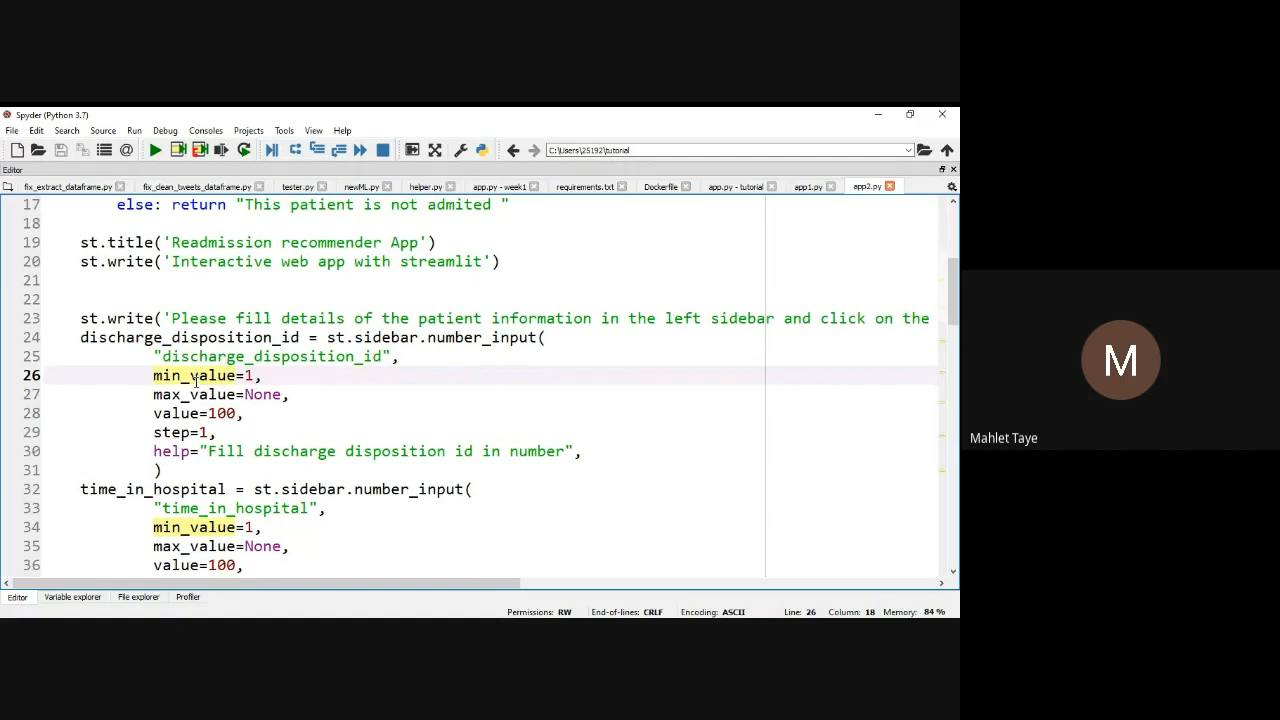 Spyder (Python 3.7)
File Edit Search Source Run Debug Consoles Projects Tools View Help
C:\Users\25192\tutorial
Editor
fix_extract_dataframe.py fix_clean_tweets_dataframe.py tester.py newML.py helper.py app.py - week1 requirements.txt Dockerfile app.py - tutorial app1.py app2.py
17 else: return "This patient is not admited "
18
19 st.title('Readmission recommender App')
20 st.write('Interactive web app with streamlit')
21
22
23 st.write('Please fill details of the patient information in the left sidebar and click on the
24 discharge_disposition_id = st.sidebar.number_input(
25 "discharge_disposition_id",
26 min_value=1,
27 max_value=None,
28 value=100,
29 step=1,
30 help="Fill discharge disposition id in number",
31 )
32 time_in_hospital = st.sidebar.number_input(
33 "time_in_hospital",
34 min_value=1,
35 max_value=None,
36 value=100,
Editor Variable explorer File explorer Profiler
Permissions: RW End-of-lines: CRLF Encoding: ASCII Line: 26 Column: 18 Memory: 84 %
M
Mahlet Taye